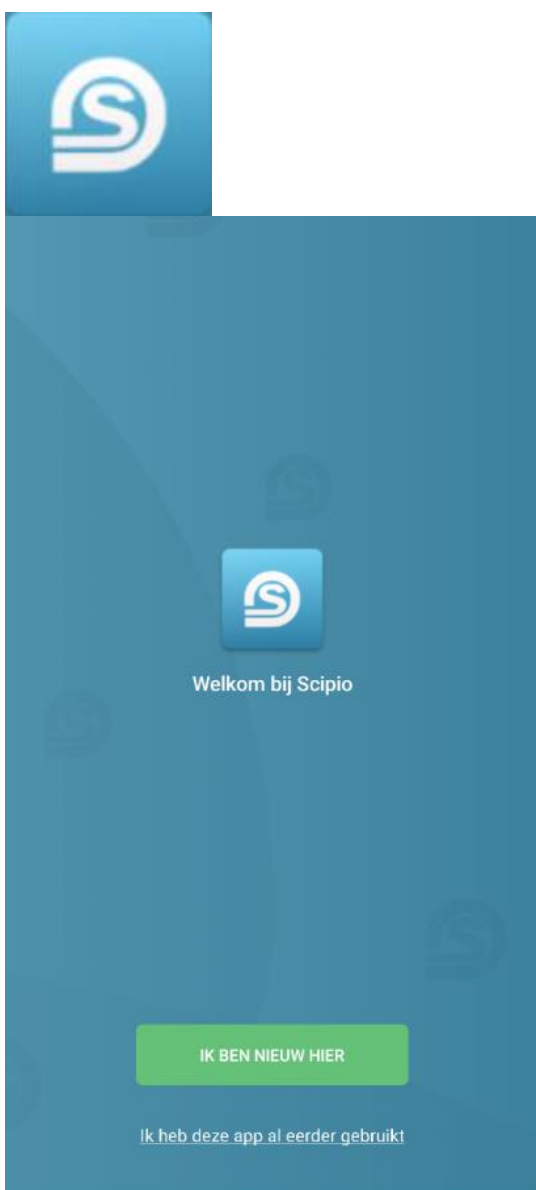 S
S
Welkom bij Scipio
IK BEN NIEUW HIER
Ik heb deze app al eerder gebruikt